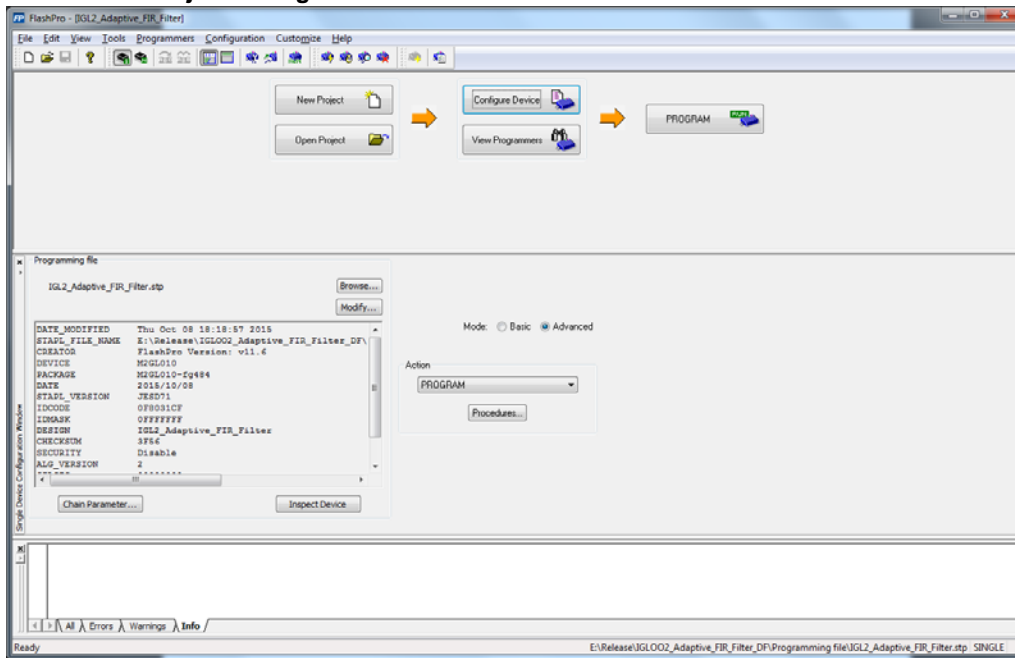 FlashPro - [IGL2_Adaptive_FIR_Filter]
File Edit View Tools Programmers Configuration Customize Help
New Project
Open Project
Configure Device
View Programmers
PROGRAM
Programming file
IGL2_Adaptive_FIR_Filter.stp
Browse...
Modify...
DATE_MODIFIED Thu Oct 08 18:18:57 2015
STAPL_FILE_NAME E:\Release\IGLOO2_Adaptive_FIR_Filter_DF\
CREATOR FlashPro Version: v11.6
DEVICE M2GL010
PACKAGE M2GL010-fg484
DATE 2015/10/08
STAPL_VERSION JESD71
IDCODE 0F8031CF
IDMASK 0FFFFFFF
DESIGN IGL2_Adaptive_FIR_Filter
CHECKSUM 3F56
SECURITY Disable
ALG_VERSION 2
Chain Parameter...
Inspect Device
Mode: Basic Advanced
Action
PROGRAM
Procedures...
Single Device Configuration Window
All Errors Warnings Info
Ready
E:\Release\IGLOO2_Adaptive_FIR_Filter_DF\Programming file\IGL2_Adaptive_FIR_Filter.stp SINGLE